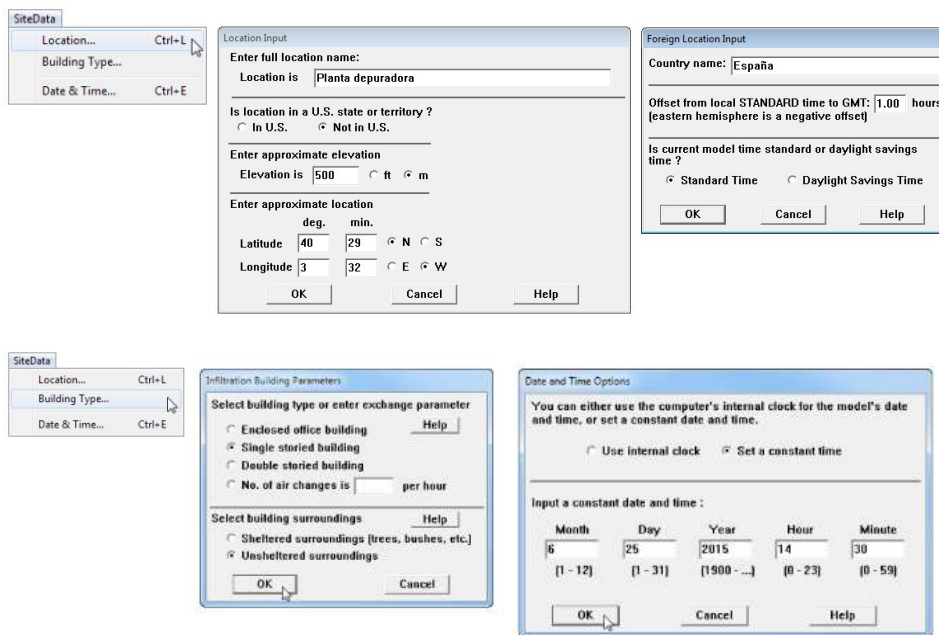 SiteData
Location... Ctrl+L
Building Type...
Date & Time... Ctrl+E
Location Input
Enter full location name:
Location is Planta depuradora
Is location in a U.S. state or territory ?
In U.S. Not in U.S.
Enter approximate elevation
Elevation is 500 ft m
Enter approximate location
deg. min.
Latitude 40 29 N S
Longitude 3 32 E W
OK Cancel Help
Foreign Location Input
Country name: España
Offset from local STANDARD time to GMT: 1.00 hours
(eastern hemisphere is a negative offset)
Is current model time standard or daylight savings
time ?
Standard Time Daylight Savings Time
OK Cancel Help
SiteData
Location... Ctrl+L
Building Type...
Date & Time... Ctrl+E
Infiltration Building Parameters
Select building type or enter exchange parameter
Enclosed office building Help
Single storied building
Double storied building
No. of air changes is per hour
Select building surroundings Help
Sheltered surroundings (trees, bushes, etc.)
Unsheltered surroundings
OK Cancel
Date and Time Options
You can either use the computer's internal clock for the model's date
and time, or set a constant date and time.
Use internal clock Set a constant time
Input a constant date and time :
Month Day Year Hour Minute
6 25 2015 14 30
(1 - 12) (1 - 31) (1900 - ...) (0 - 23) (0 - 59)
OK Cancel Help